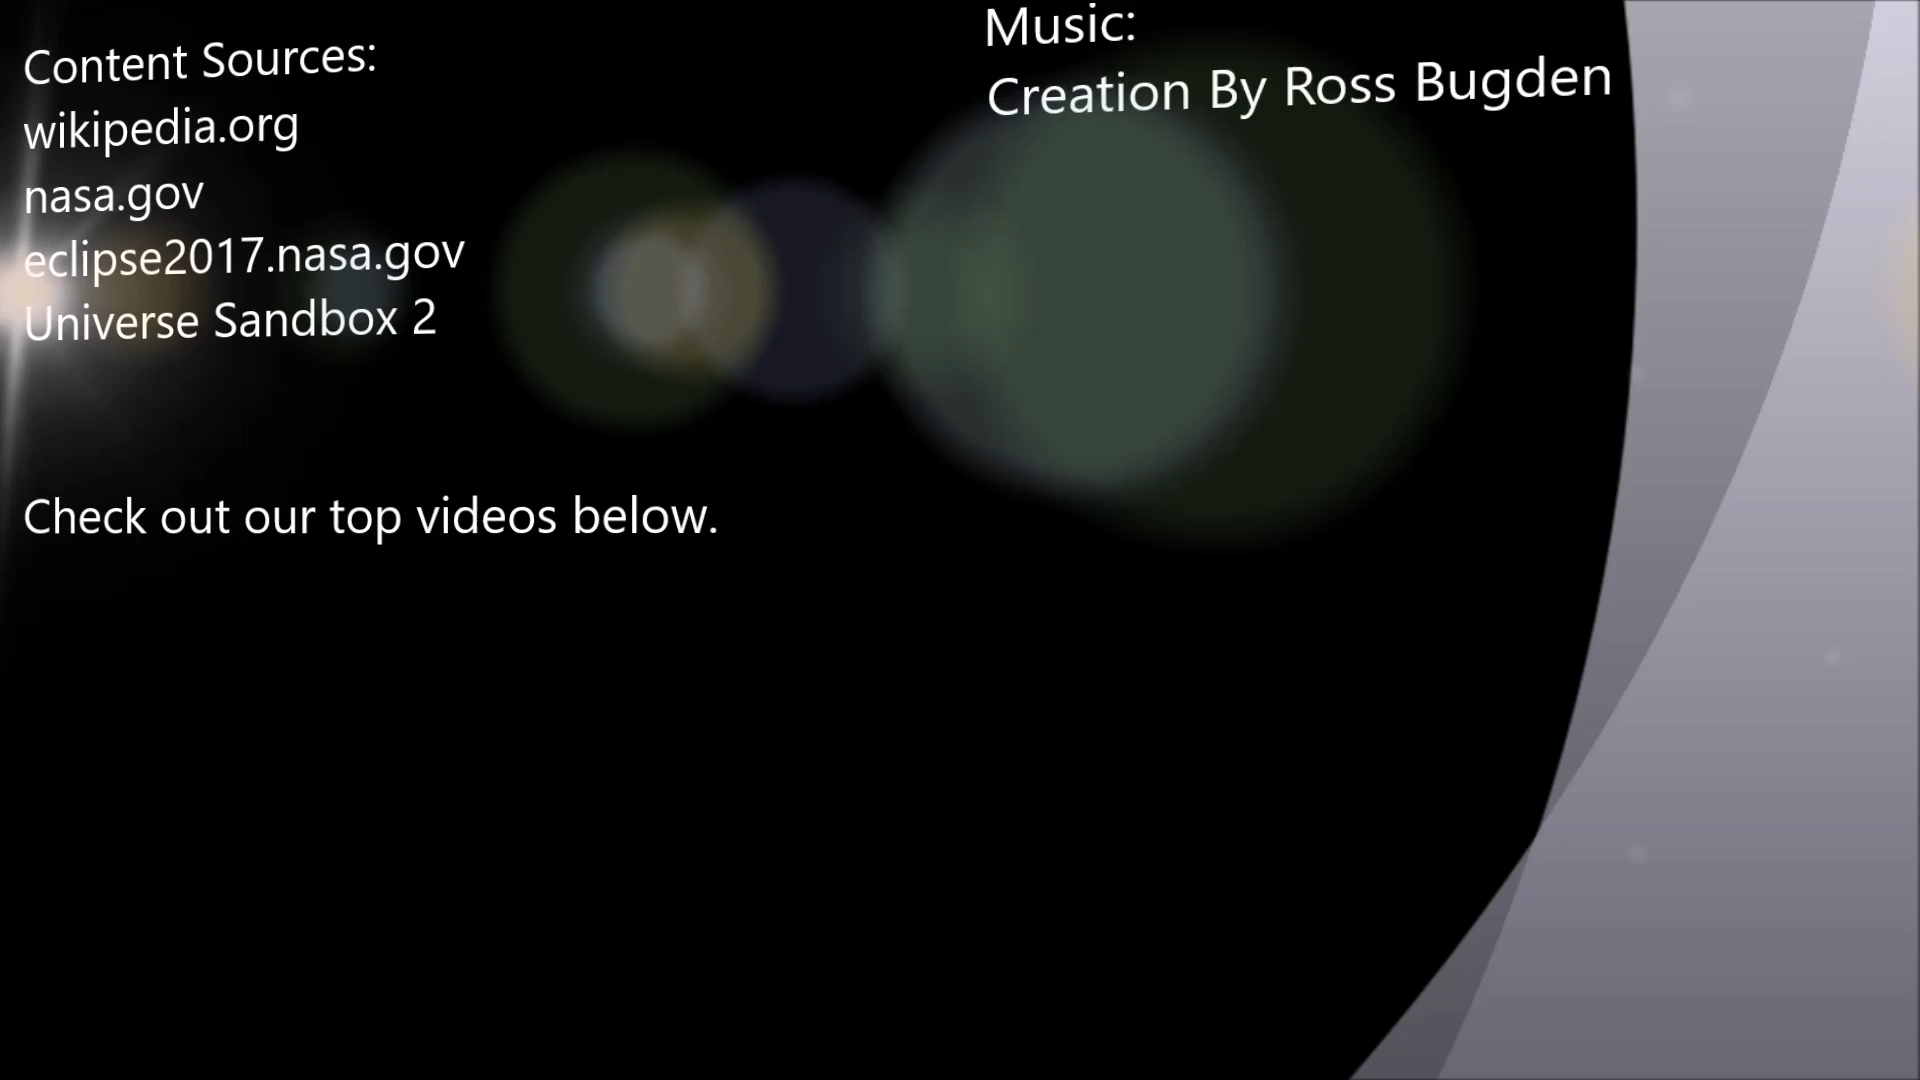 Content Sources:
wikipedia.org
nasa.gov
eclipse2017.nasa.gov
Universe Sandbox 2
Check out our top videos below.
Music:
Creation By Ross Bugden